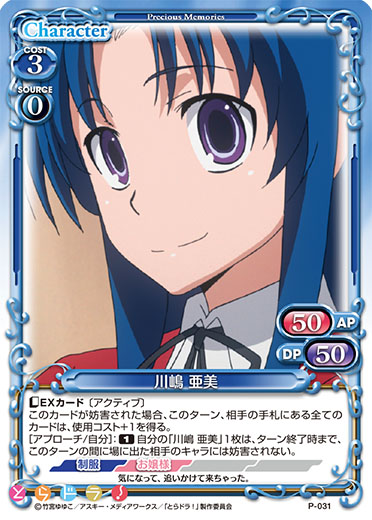 Precious Memories
Character
COST
3
SOURCE
0
50 AP
DP 50
川嶋 亜美
EXカード 〔アクティブ〕
このカードが妨害された場合、このターン、相手の手札にある全ての
カードは、使用コスト+1を得る。
[アプローチ/自分]:1 自分の「川嶋 亜美」1枚は、ターン終了時まで、
このターンの間に場に出た相手のキャラには妨害されない。
制服 お嬢様
気になって、追いかけて来ちゃった。
とらドラ!
©竹宮ゆゆこ/アスキー・メディアワークス/「とらドラ!」製作委員会
P-031